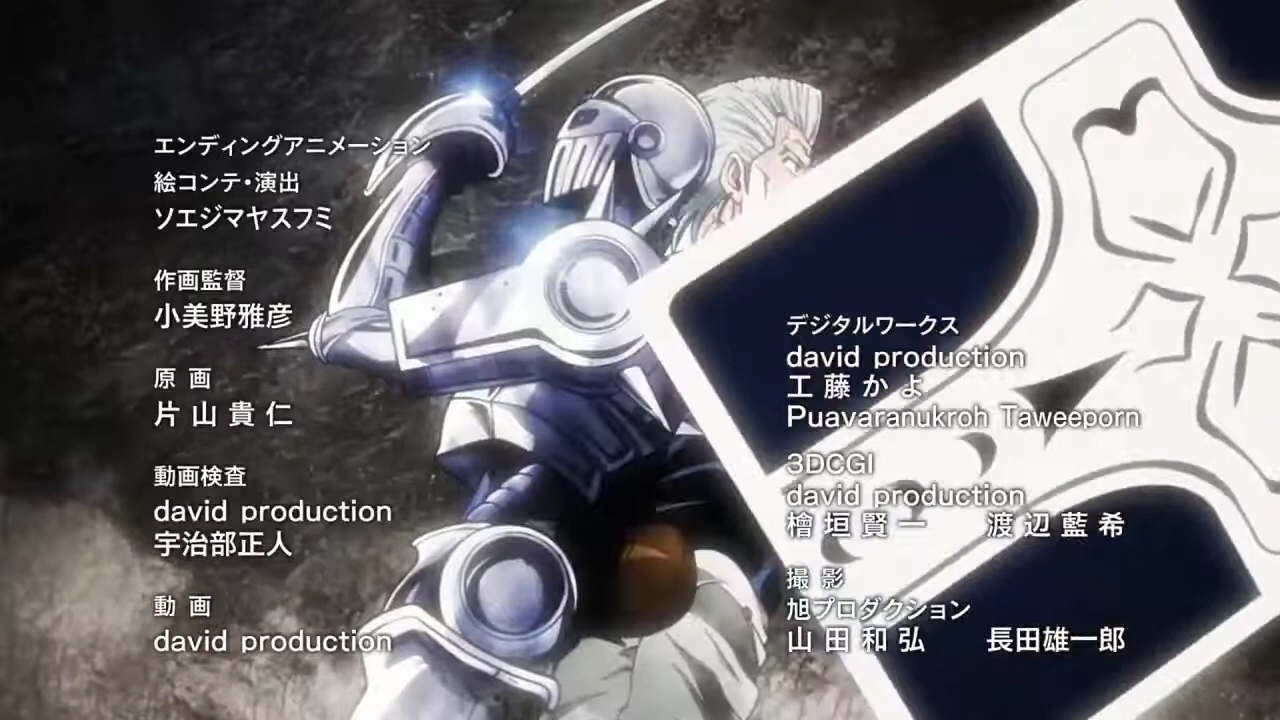 エンディングアニメーション
絵コンテ・演出
ソエジマヤスフミ
作画監督
小美野雅彦
原 画
片 山 貴 仁
動画検査
david production
宇治部正人
動 画
david production
デジタルワークス
david production
工 藤 か よ
Puavaranukroh Taweeporn
3DCGI
david production
檜 垣 賢 一　　渡 辺 藍 希
撮 影
旭プロダクション
山 田 和 弘　　長田雄一郎